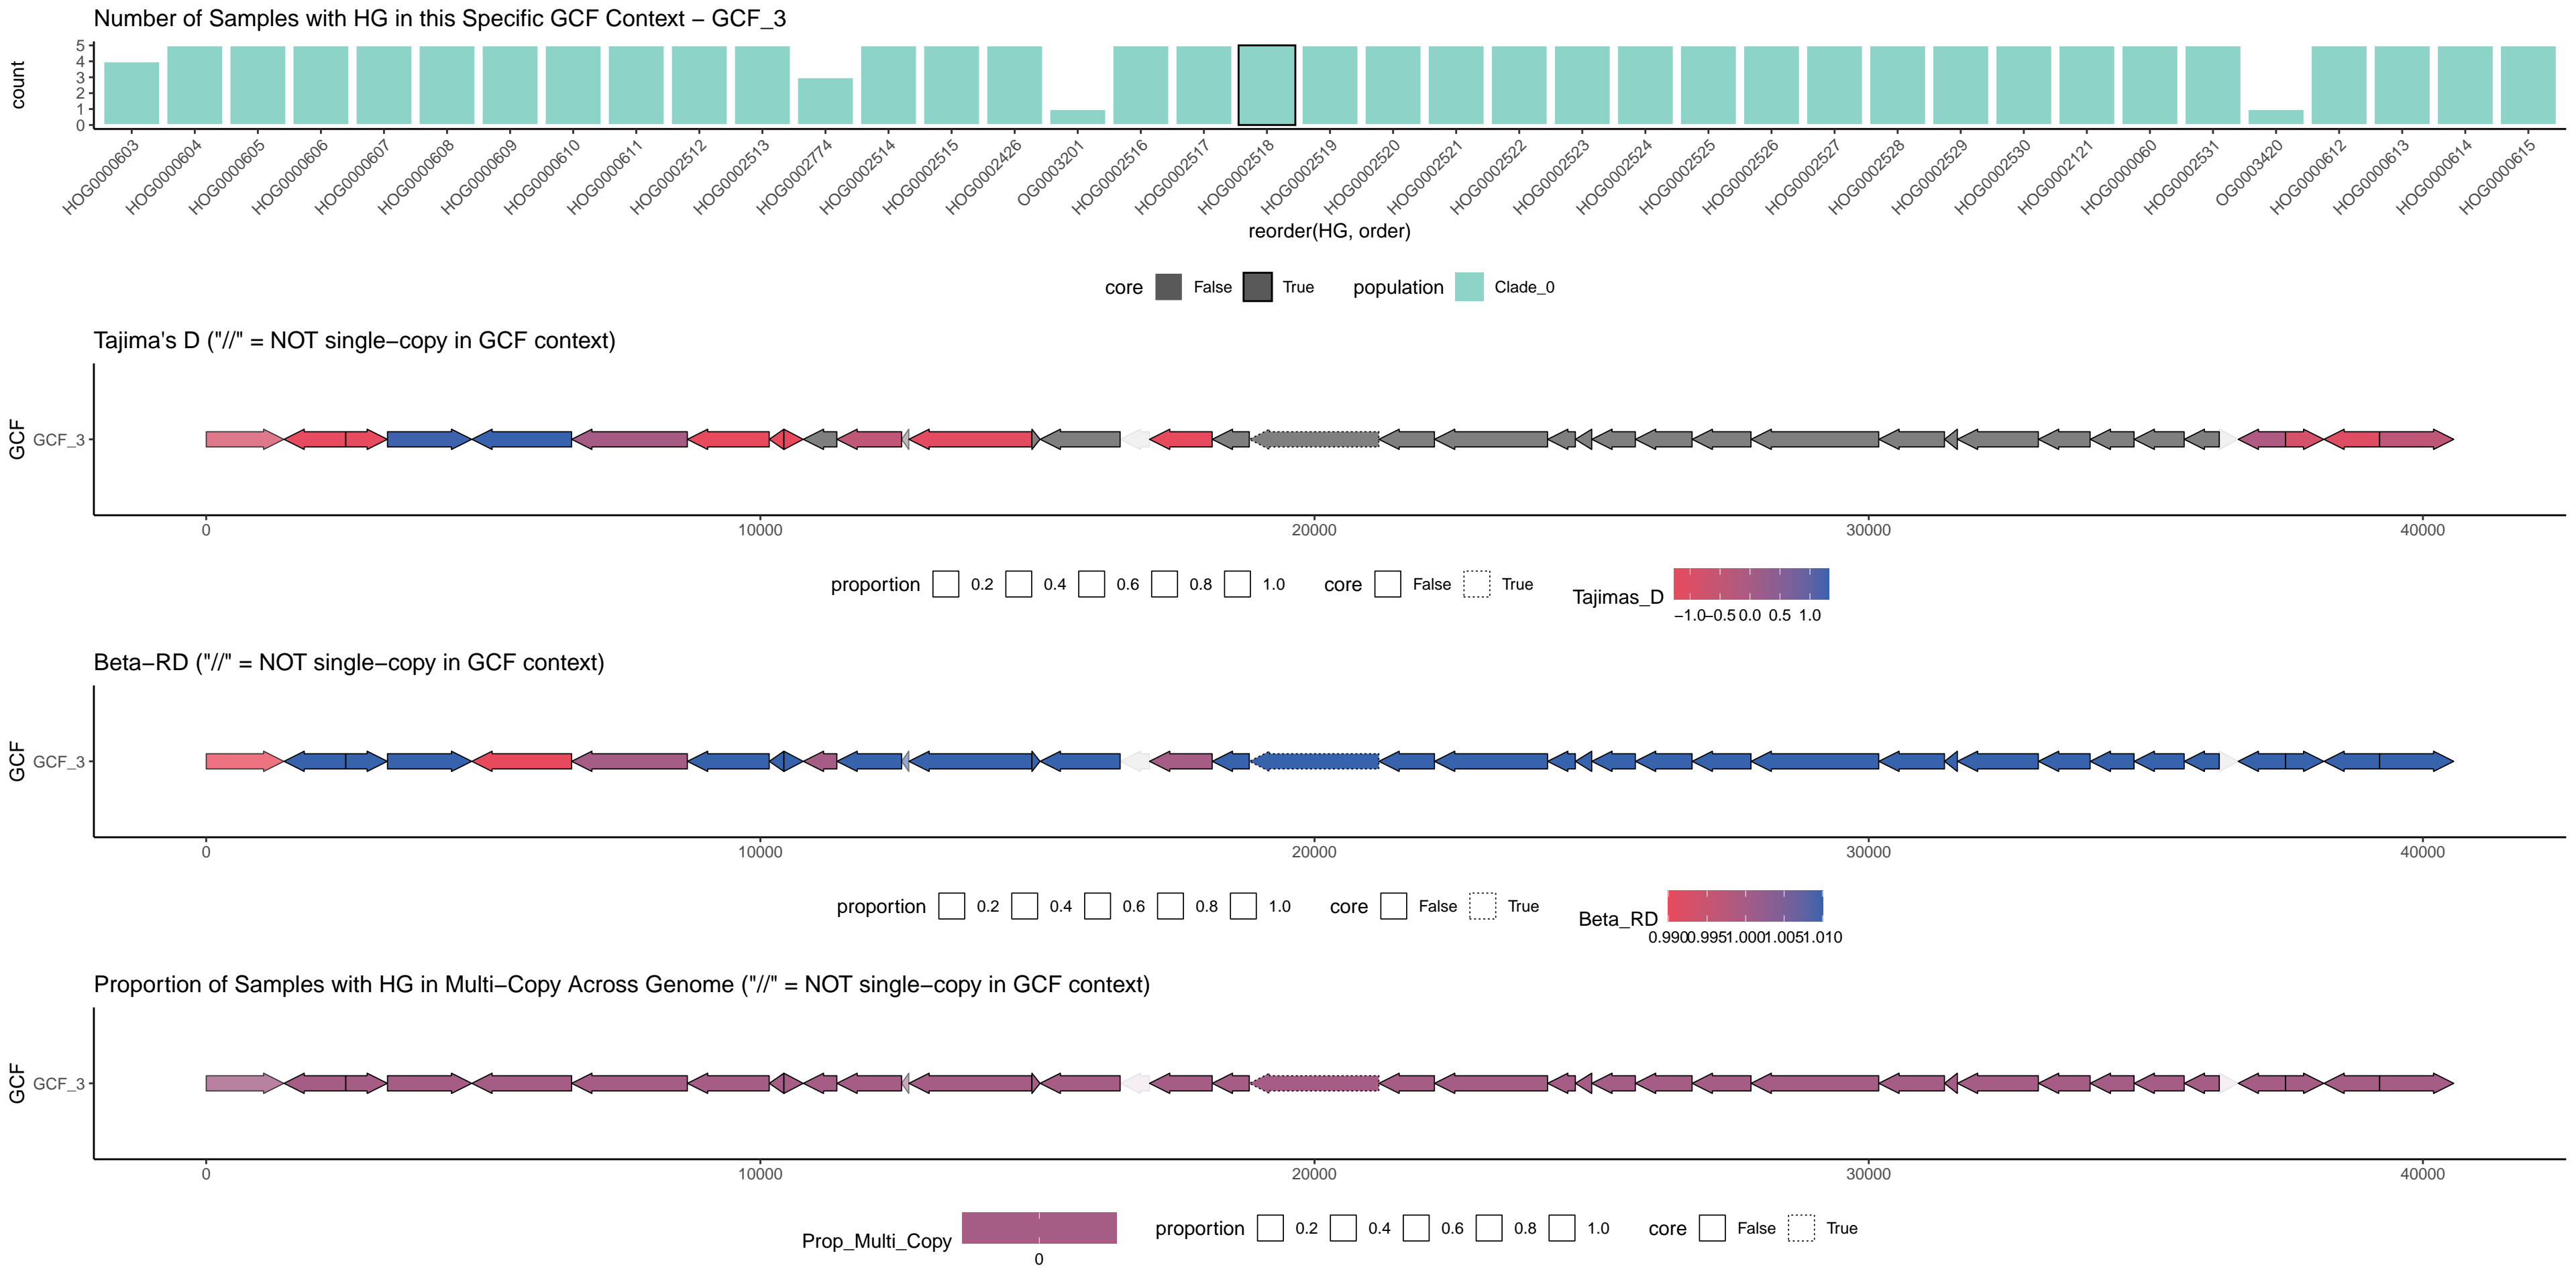 Number of Samples with HG in this Specific GCF Context − GCF_3
count
5
4
3
2
1
0
HOG0000603 HOG0000604 HOG0000605 HOG0000606 HOG0000607 HOG0000608 HOG0000609 HOG0000610 HOG0000611 HOG0002512 HOG0002513 HOG0002774 HOG0002514 HOG0002515 HOG0002426 OG0003201 HOG0002516 HOG0002517 HOG0002518 HOG0002519 HOG0002520 HOG0002521 HOG0002522 HOG0002523 HOG0002524 HOG0002525 HOG0002526 HOG0002527 HOG0002528 HOG0002529 HOG0002530 HOG0002121 HOG0000060 HOG0002531 OG0003420 HOG0000612 HOG0000613 HOG0000614 HOG0000615
reorder(HG, order)
core False True population Clade_0
Tajima's D ("//" = NOT single−copy in GCF context)
GCF
GCF_3
0 10000 20000 30000 40000
proportion 0.2 0.4 0.6 0.8 1.0 core False True Tajimas_D
−1.0 −0.5 0.0 0.5 1.0
Beta−RD ("//" = NOT single−copy in GCF context)
GCF
GCF_3
0 10000 20000 30000 40000
proportion 0.2 0.4 0.6 0.8 1.0 core False True Beta_RD
0.990 0.995 1.000 1.005 1.010
Proportion of Samples with HG in Multi−Copy Across Genome ("//" = NOT single−copy in GCF context)
GCF
GCF_3
0 10000 20000 30000 40000
Prop_Multi_Copy proportion 0.2 0.4 0.6 0.8 1.0 core False True
0